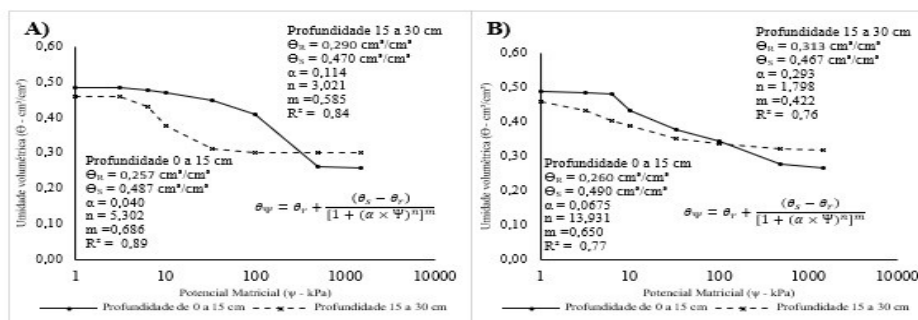 A)
Profundidade 15 a 30 cm
ΘR = 0,290 cm³/cm³
ΘS = 0,470 cm³/cm³
α = 0,114
n = 3,021
m =0,585
R² = 0,84
0,60
0,50
0,40
0,30
0,20
0,10
0,00
Umidade volumétrica (Θ - cm³/cm³)
Profundidade 0 a 15 cm
ΘR = 0,257 cm³/cm³
ΘS = 0,487 cm³/cm³
α = 0,040
n = 5,302
m =0,686
R² = 0,89
θΨ = θr + (θs − θr) / [1 + (α × Ψ)ⁿ]ᵐ
1 10 100 1000 10000
Potencial Matricial (ψ - kPa)
Profundidade de 0 a 15 cm Profundidade 15 a 30 cm
B)
Profundidade 15 a 30 cm
ΘR = 0,313 cm³/cm³
ΘS = 0,467 cm³/cm³
α = 0,293
n = 1,798
m =0,422
R² = 0,76
0,60
0,50
0,40
0,30
0,20
0,10
0,00
Umidade volumétrica (Θ - cm³/cm³)
Profundidade 0 a 15 cm
ΘR = 0,260 cm³/cm³
ΘS = 0,490 cm³/cm³
α = 0,0675
n = 13,931
m =0,650
R² = 0,77
θΨ = θr + (θs − θr) / [1 + (α × Ψ)ⁿ]ᵐ
1 10 100 1000 10000
Potencial Matricial (ψ - kPa)
Profundidade de 0 a 15 cm Profundidade 15 a 30 cm